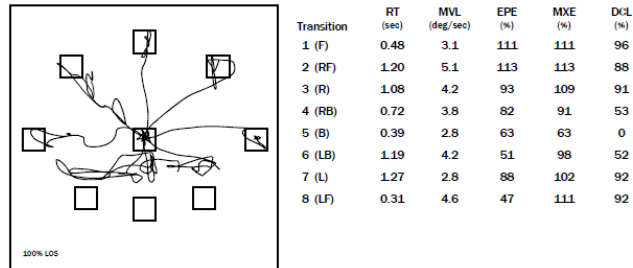 RT MVL EPE MXE DCL
Transition (sec) (deg/sec) (%) (%) (%)
1 (F) 0.48 3.1 111 111 96
2 (RF) 1.20 5.1 113 113 88
3 (R) 1.08 4.2 93 109 91
4 (RB) 0.72 3.8 82 91 53
5 (B) 0.39 2.8 63 63 0
6 (LB) 1.19 4.2 51 98 52
7 (L) 1.27 2.8 88 102 92
8 (LF) 0.31 4.6 47 111 92
100% LOS